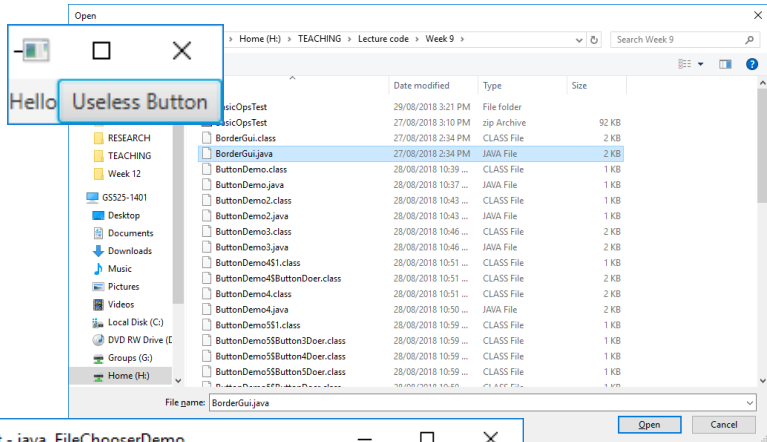 Open
> Home (H:) > TEACHING > Lecture code > Week 9 >
Search Week 9
Hello Useless Button
Date modified Type Size
BasicOpsTest 29/08/2018 3:21 PM File folder
BasicOpsTest 27/08/2018 3:10 PM zip Archive 92 KB
RESEARCH
BorderGui.class 27/08/2018 2:34 PM CLASS File 2 KB
TEACHING
BorderGui.java 27/08/2018 2:34 PM JAVA File 2 KB
Week 12
ButtonDemo.class 28/08/2018 10:39 ... CLASS File 1 KB
ButtonDemo.java 28/08/2018 10:37 ... JAVA File 1 KB
GS525-1401
ButtonDemo2.class 28/08/2018 10:43 ... CLASS File 1 KB
Desktop
ButtonDemo2.java 28/08/2018 10:43 ... JAVA File 1 KB
Documents
ButtonDemo3.class 28/08/2018 10:46 ... CLASS File 2 KB
Downloads
ButtonDemo3.java 28/08/2018 10:46 ... JAVA File 2 KB
Music
ButtonDemo4$1.class 28/08/2018 10:51 ... CLASS File 1 KB
Pictures
ButtonDemo4$ButtonDoer.class 28/08/2018 10:51 ... CLASS File 2 KB
Videos
ButtonDemo4.class 28/08/2018 10:51 ... CLASS File 2 KB
Local Disk (C:)
ButtonDemo4.java 28/08/2018 10:50 ... JAVA File 2 KB
ButtonDemo5$1.class 28/08/2018 10:59 ... CLASS File 1 KB
DVD RW Drive (D
ButtonDemo5$Button3Doer.class 28/08/2018 10:59 ... CLASS File 1 KB
Groups (G:)
ButtonDemo5$Button4Doer.class 28/08/2018 10:59 ... CLASS File 1 KB
Home (H:)
ButtonDemo5$Button5Doer.class 28/08/2018 10:59 ... CLASS File 1 KB
File name: BorderGui.java
Open Cancel
- java FileChooserDemo